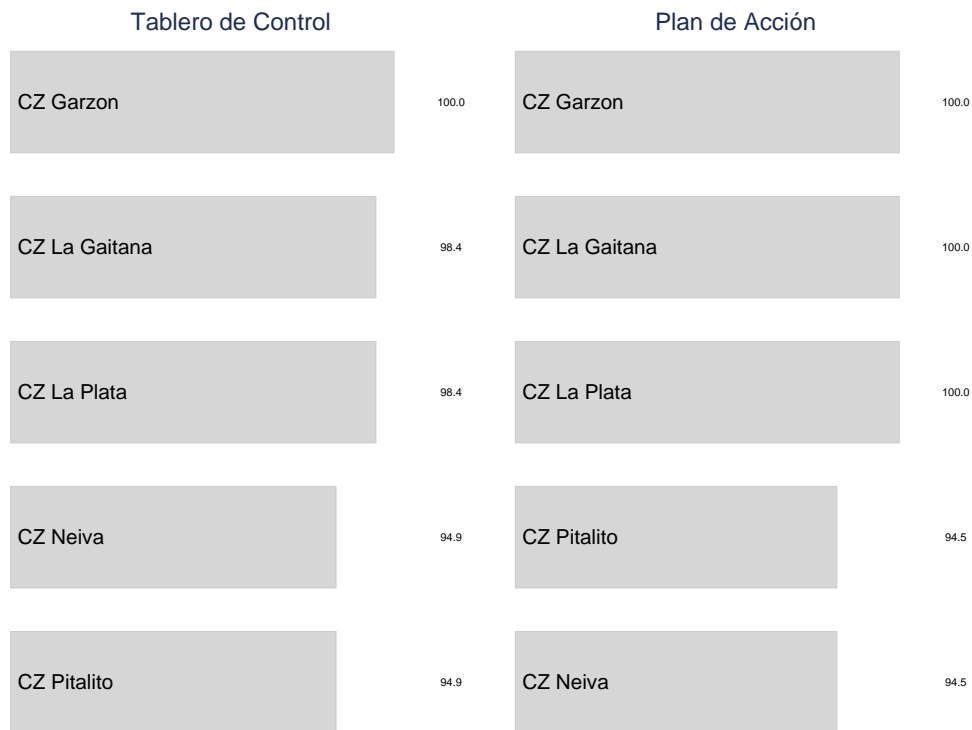 Tablero de Control
CZ Garzon 100.0
CZ La Gaitana 98.4
CZ La Plata 98.4
CZ Neiva 94.9
CZ Pitalito 94.9
Plan de Acción
CZ Garzon 100.0
CZ La Gaitana 100.0
CZ La Plata 100.0
CZ Pitalito 94.5
CZ Neiva 94.5